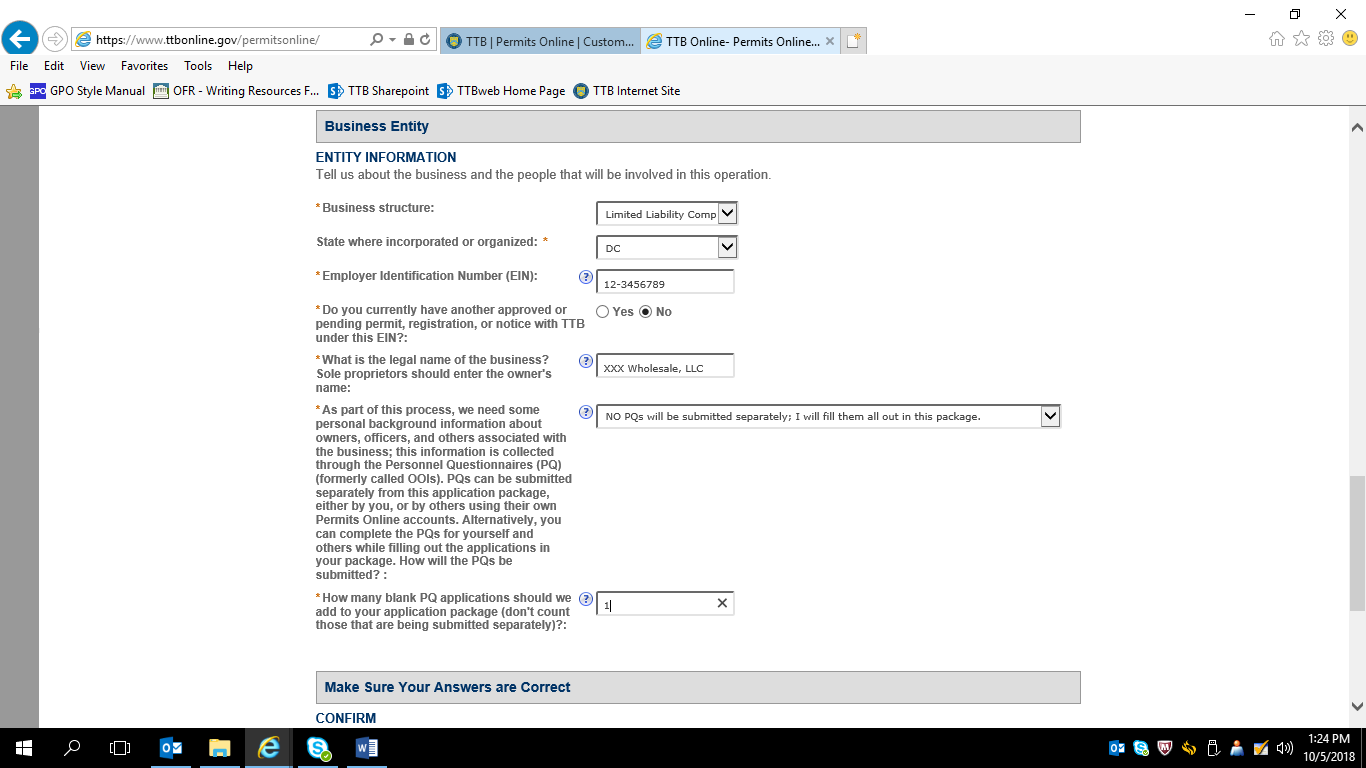 https://www.ttbonline.gov/permitsonline/
TTB | Permits Online | Custom...
TTB Online- Permits Online...
File Edit View Favorites Tools Help
GPO GPO Style Manual OFR - Writing Resources F... TTB Sharepoint TTBweb Home Page TTB Internet Site
Business Entity
ENTITY INFORMATION
Tell us about the business and the people that will be involved in this operation.
*Business structure:
Limited Liability Comp
State where incorporated or organized: *
DC
*Employer Identification Number (EIN):
12-3456789
*Do you currently have another approved or
pending permit, registration, or notice with TTB
under this EIN?:
Yes No
*What is the legal name of the business?
Sole proprietors should enter the owner's
name:
XXX Wholesale, LLC
*As part of this process, we need some
personal background information about
owners, officers, and others associated with
the business; this information is collected
through the Personnel Questionnaires (PQ)
(formerly called OOIs). PQs can be submitted
separately from this application package,
either by you, or by others using their own
Permits Online accounts. Alternatively, you
can complete the PQs for yourself and
others while filling out the applications in
your package. How will the PQs be
submitted? :
NO PQs will be submitted separately; I will fill them all out in this package.
*How many blank PQ applications should we
add to your application package (don't count
those that are being submitted separately)?:
1
Make Sure Your Answers are Correct
CONFIRM
1:24 PM
10/5/2018